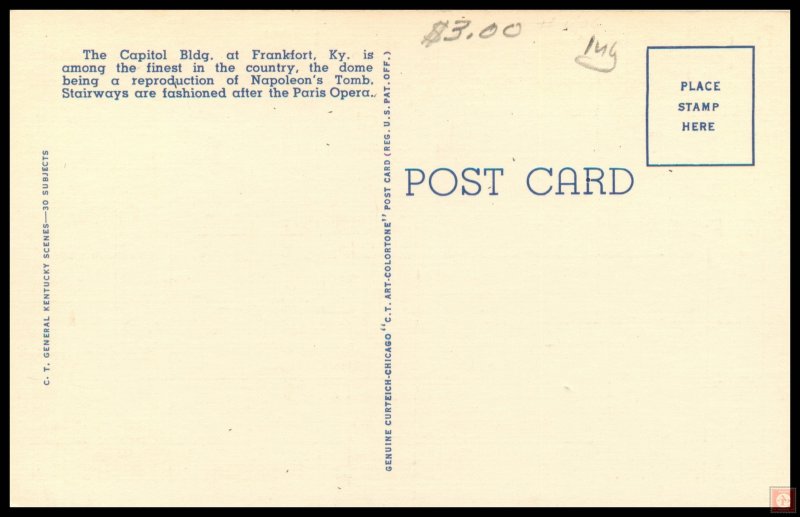 $3.00
The Capitol Bldg. at Frankfort, Ky. is
among the finest in the country, the dome
being a reproduction of Napoleon's Tomb.
Stairways are fashioned after the Paris Opera.
PLACE
STAMP
HERE
POST CARD
C. T. GENERAL KENTUCKY SCENES—30 SUBJECTS
GENUINE CURTEICH-CHICAGO "C.T. ART-COLORTONE" POST CARD (REG. U.S. PAT. OFF.)